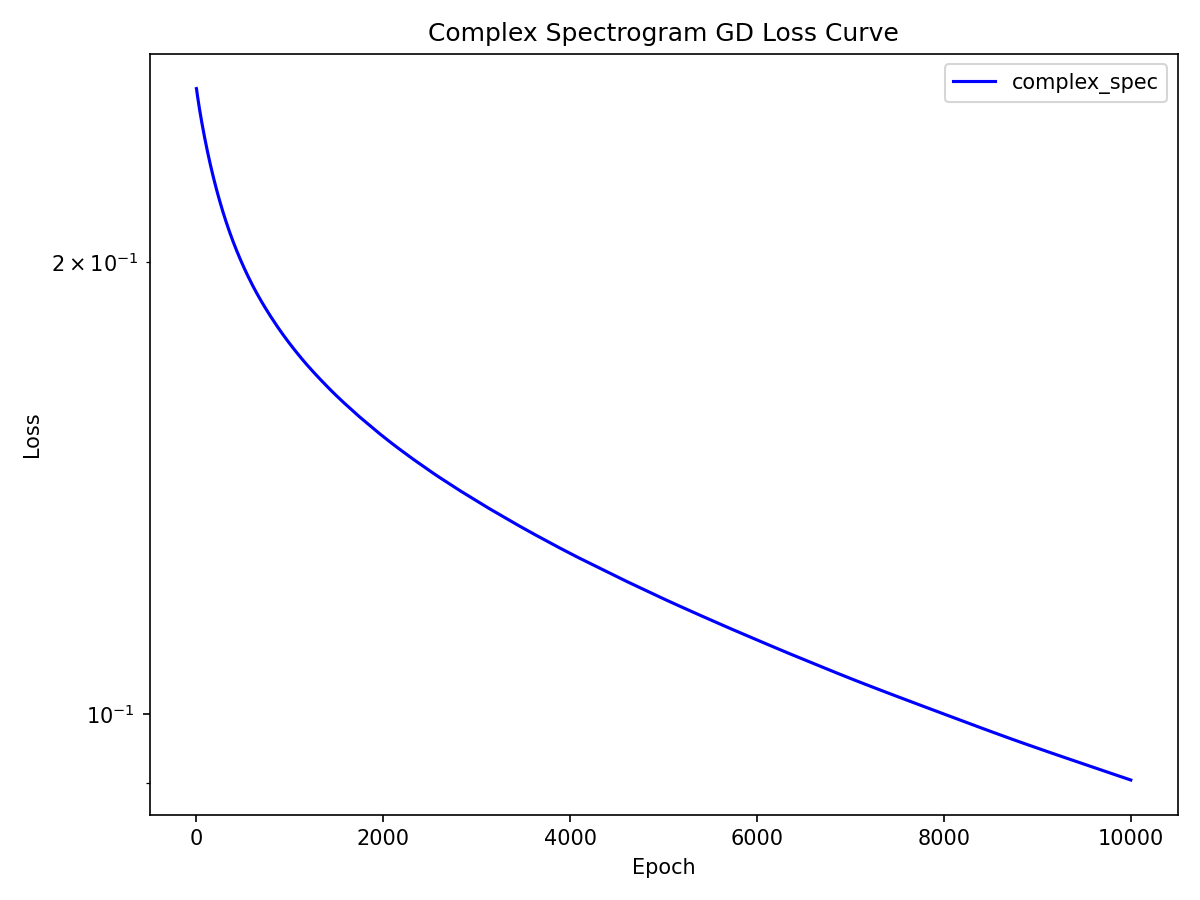 Complex Spectrogram GD Loss Curve
complex_spec
2 × 10⁻¹
10⁻¹
Loss
0 2000 4000 6000 8000 10000
Epoch